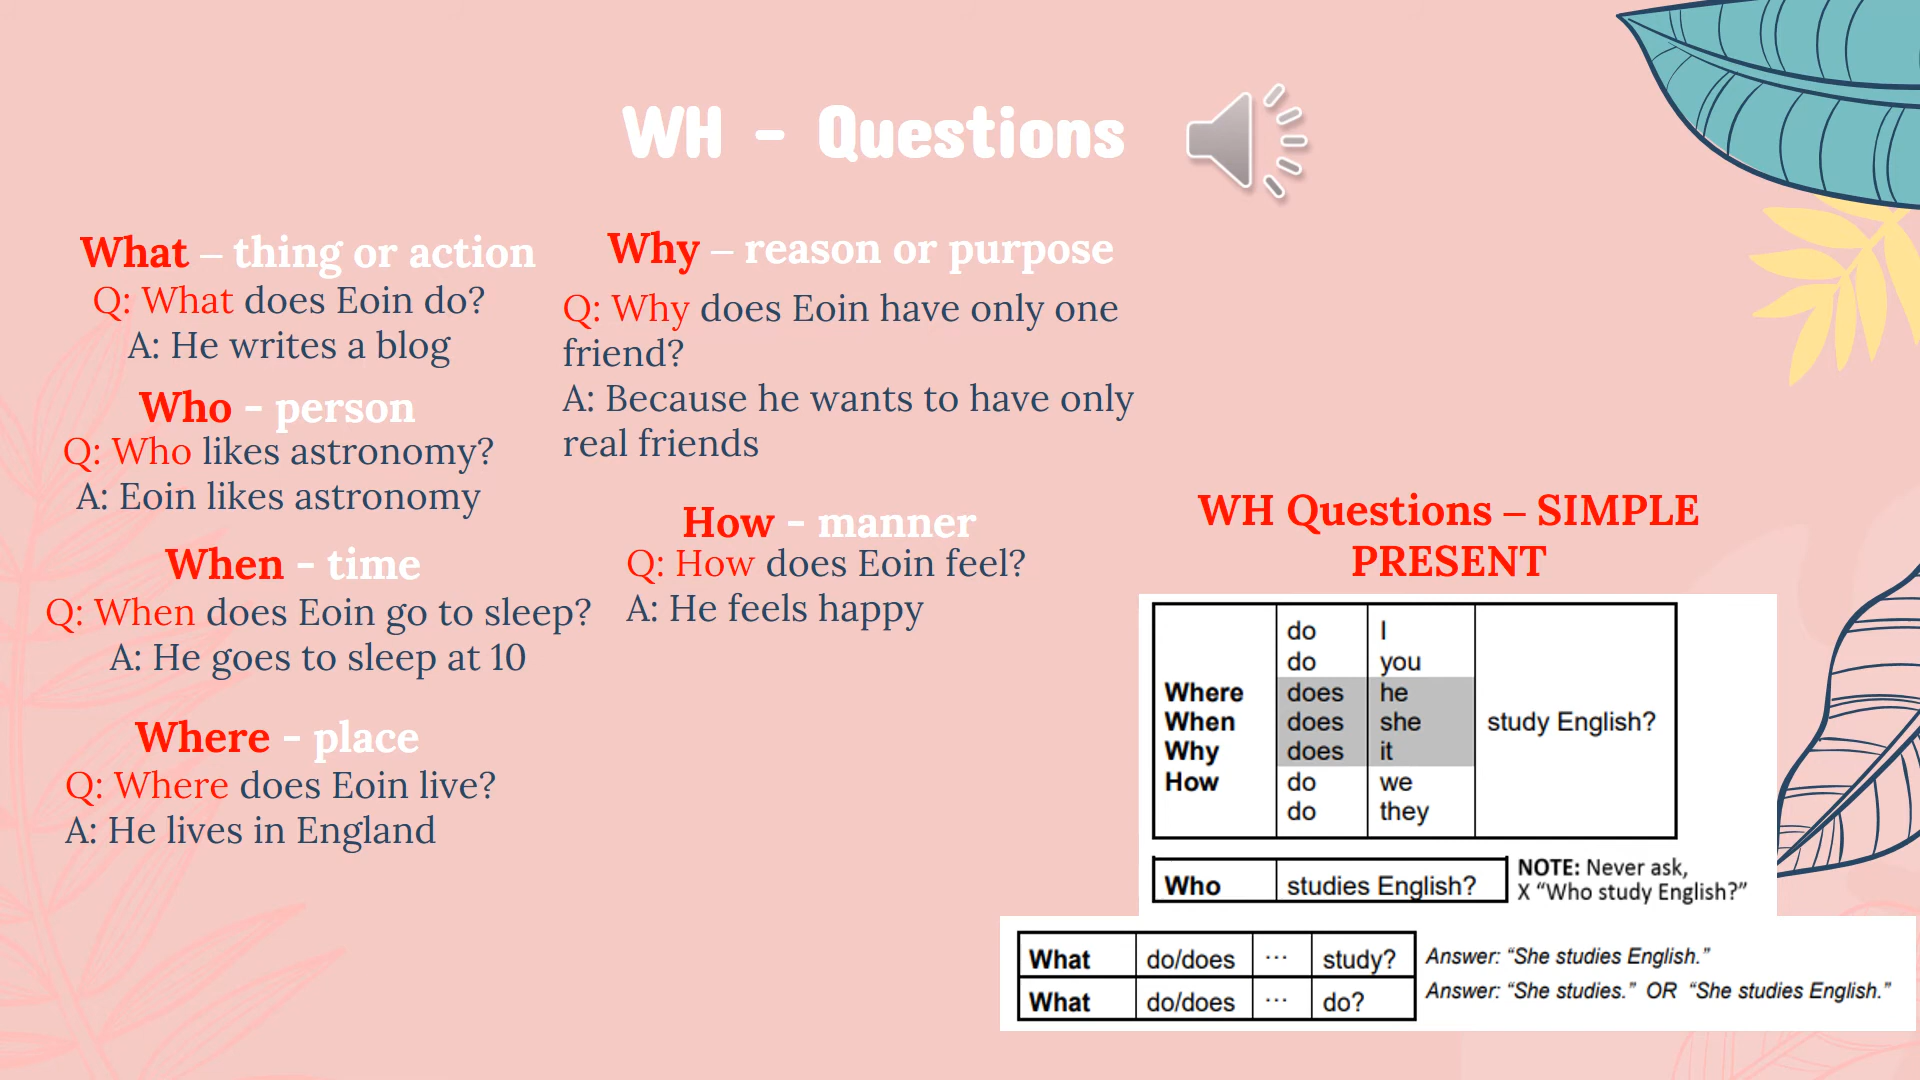 WH - Questions
What – thing or action
Q: What does Eoin do?
A: He writes a blog
Who - person
Q: Who likes astronomy?
A: Eoin likes astronomy
When - time
Q: When does Eoin go to sleep?
A: He goes to sleep at 10
Where - place
Q: Where does Eoin live?
A: He lives in England
Why – reason or purpose
Q: Why does Eoin have only one
friend?
A: Because he wants to have only
real friends
How - manner
Q: How does Eoin feel?
A: He feels happy
WH Questions – SIMPLE
PRESENT
do I
do you
Where does he
When does she study English?
Why does it
How do we
do they
Who studies English?
NOTE: Never ask,
X “Who study English?”
What do/does ... study? Answer: “She studies English.”
What do/does ... do? Answer: “She studies.” OR “She studies English.”